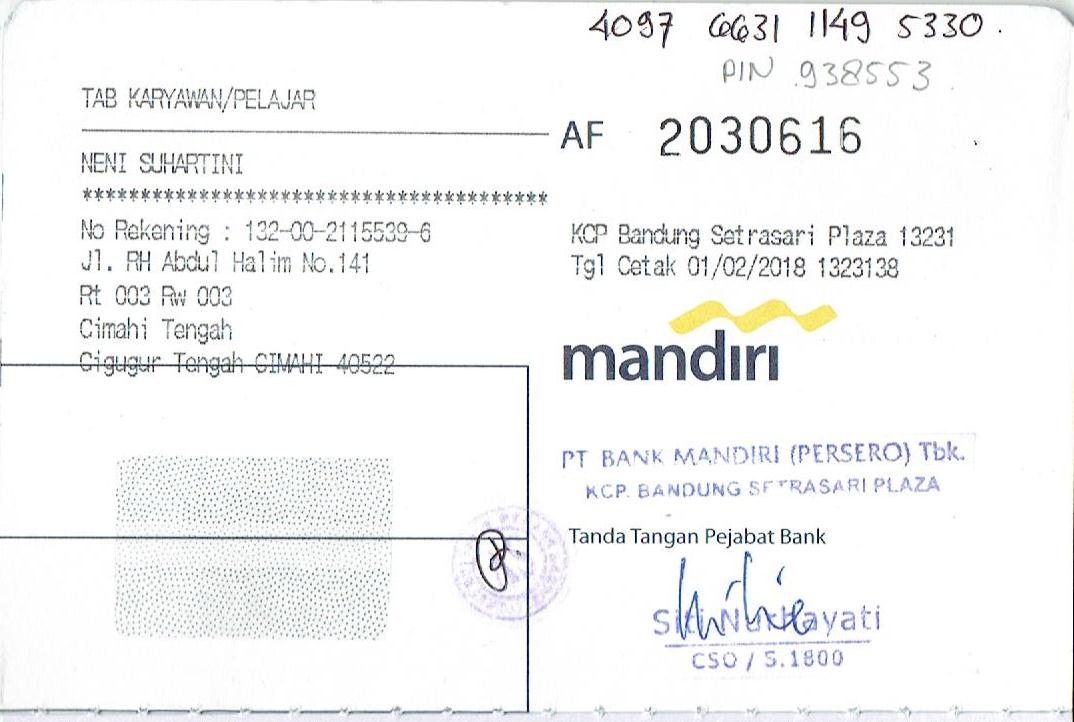 4097 6631 1149 5330.
PIN 938553
TAB KARYAWAN/PELAJAR
AF 2030616
NENI SUHARTINI
****************************************
No Rekening : 132-00-2115539-6
Jl. RH Abdul Halim No.141
Rt 003 Rw 003
Cimahi Tengah
Cigugur Tengah CIMAHI 40522
KCP Bandung Setrasari Plaza 13231
Tgl Cetak 01/02/2018 1323138
mandiri
PT BANK MANDIRI (PERSERO) Tbk.
KCP. BANDUNG SETRASARI PLAZA
Tanda Tangan Pejabat Bank
CSO / S.1800